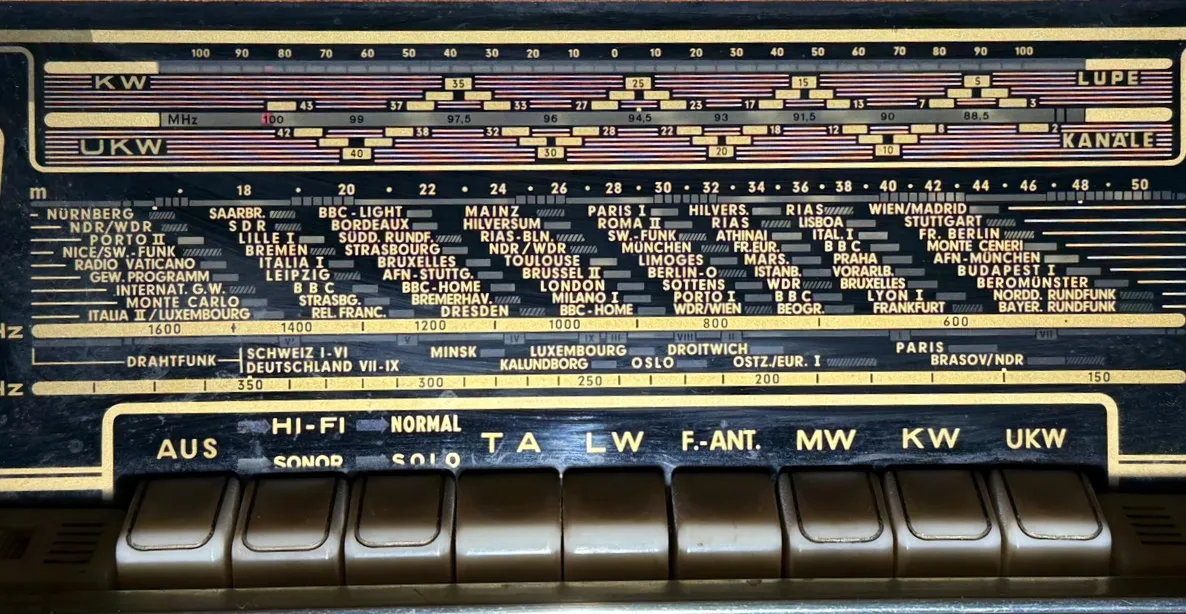 100 90 80 70 60 50 40 30 20 10 0 10 20 30 40 50 60 70 80 90 100
KW 35 25 15 5 LUPE
43 37 33 27 23 17 13 7 3
MHz 100 99 97,5 96 94,5 93 91,5 90 88,5
42 38 32 28 22 18 12 8 2
UKW 40 30 20 10 KANÄLE
m 18 20 22 24 26 28 30 32 34 36 38 40 42 44 46 48 50
NÜRNBERG SAARBR. BBC-LIGHT MAINZ PARIS I HILVERS. RIAS WIEN/MADRID
NDR/WDR SDR BORDEAUX HILVERSUM ROMA II RIAS LISBOA STUTTGART
PORTO II LILLE I SÜDD. RUNDF. RIAS-BLN. SW.-FUNK ATHINAI ITAL. I FR. BERLIN
NICE/SW.-FUNK BREMEN STRASBOURG NDR/WDR MÜNCHEN FR.EUR. BBC MONTE CENERI
RADIO VATICANO ITALIA I BRUXELLES TOULOUSE LIMOGES MARS. PRAHA AFN-MÜNCHEN
GEW. PROGRAMM LEIPZIG AFN-STUTTG. BRUSSEL II BERLIN-O ISTANB. VORARLB. BUDAPEST I
INTERNAT. G.W. BBC BBC-HOME LONDON SOTTENS WDR BRUXELLES BEROMÜNSTER
MONTE CARLO STRASBG. BREMERHAV. MILANO I PORTO I BBC LYON I NORDD. RUNDFUNK
ITALIA II/LUXEMBOURG REL. FRANC. DRESDEN BBC-HOME WDR/WIEN BEOGR. FRANKFURT BAYER. RUNDFUNK
Hz 1600 1400 1200 1000 800 600
SCHWEIZ I-VI MINSK LUXEMBOURG DROITWICH PARIS
DRAHTFUNK DEUTSCHLAND VII-IX KALUNDBORG OSLO OSTZ./EUR. I BRASOV/NDR
Hz 350 300 250 200 150
AUS HI-FI NORMAL TA LW F.-ANT. MW KW UKW
SONOR SOLO